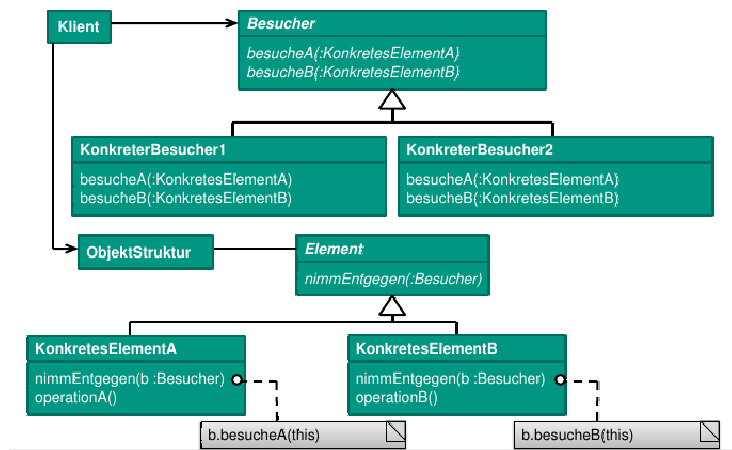 Klient
Besucher
besucheA(:KonkretesElementA)
besucheB(:KonkretesElementB)
KonkreterBesucher1
besucheA(:KonkretesElementA)
besucheB(:KonkretesElementB)
KonkreterBesucher2
besucheA(:KonkretesElementA)
besucheB(:KonkretesElementB)
ObjektStruktur
Element
nimmEntgegen(:Besucher)
KonkretesElementA
nimmEntgegen(b :Besucher)
operationA()
KonkretesElementB
nimmEntgegen(b :Besucher)
operationB()
b.besucheA(this)
b.besucheB(this)